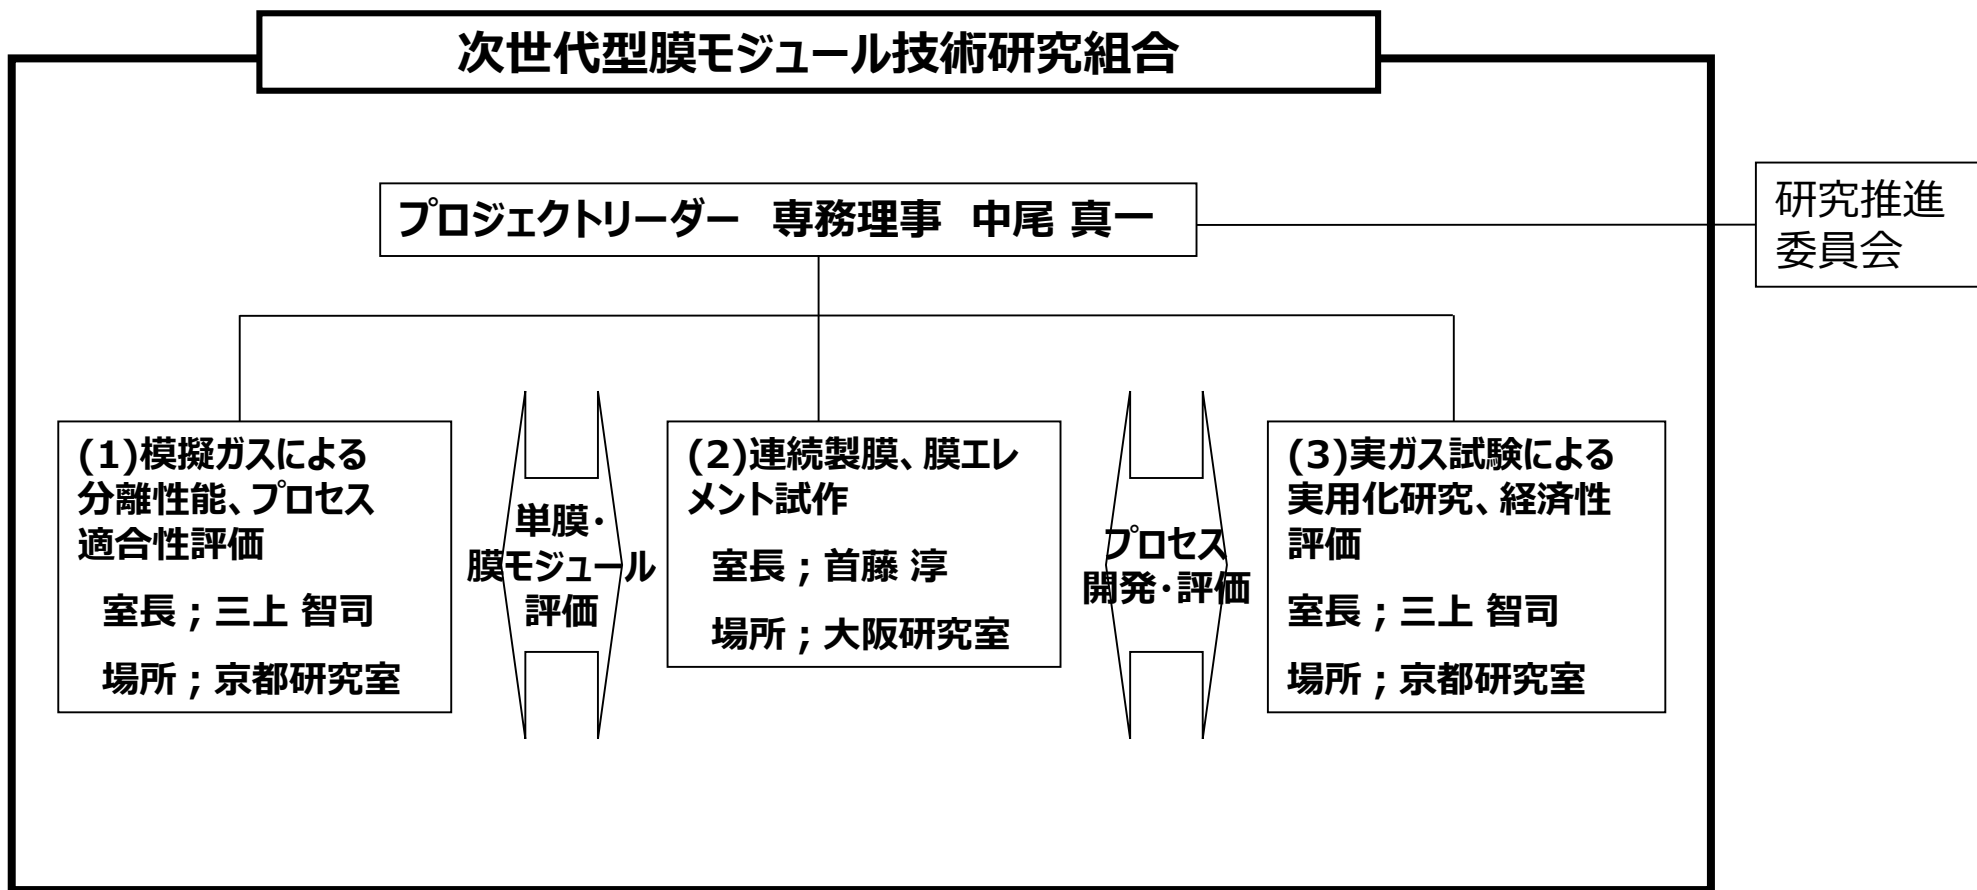 次世代型膜モジュール技術研究組合
プロジェクトリーダー 専務理事 中尾 真一
研究推進
委員会
(1)模擬ガスによる
分離性能、プロセス
適合性評価
室長；三上 智司
場所；京都研究室
単膜・
膜モジュール
評価
(2)連続製膜、膜エレ
メント試作
室長；首藤 淳
場所；大阪研究室
プロセス
開発・評価
(3)実ガス試験による
実用化研究、経済性
評価
室長；三上 智司
場所；京都研究室